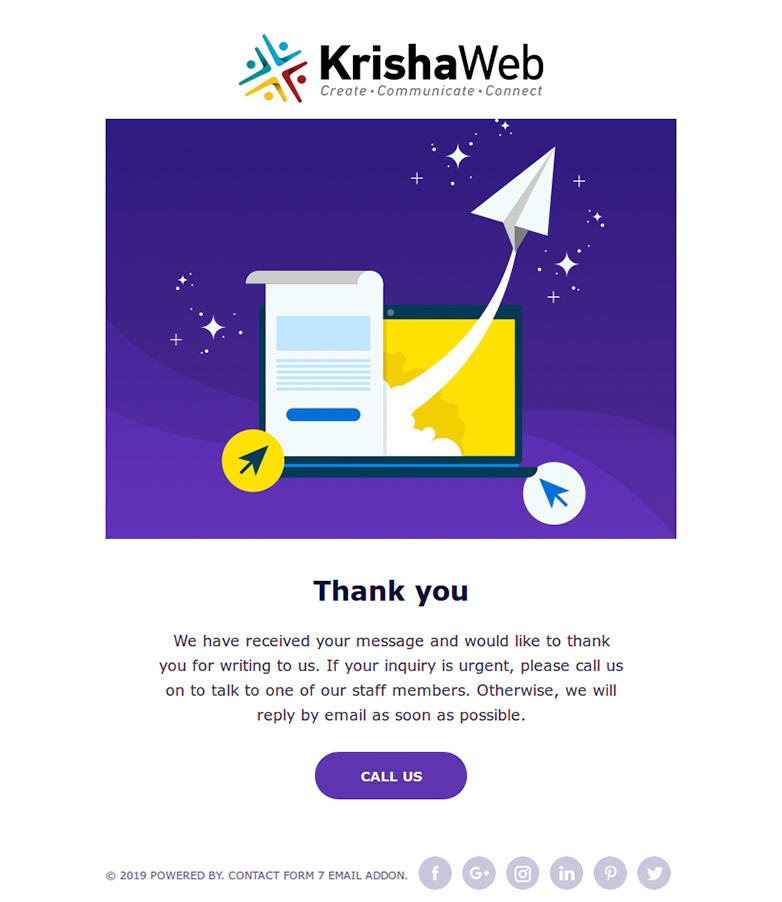 KrishaWeb
Create • Communicate • Connect
Thank you
We have received your message and would like to thank
you for writing to us. If your inquiry is urgent, please call us
on to talk to one of our staff members. Otherwise, we will
reply by email as soon as possible.
CALL US
© 2019 POWERED BY. CONTACT FORM 7 EMAIL ADDON.